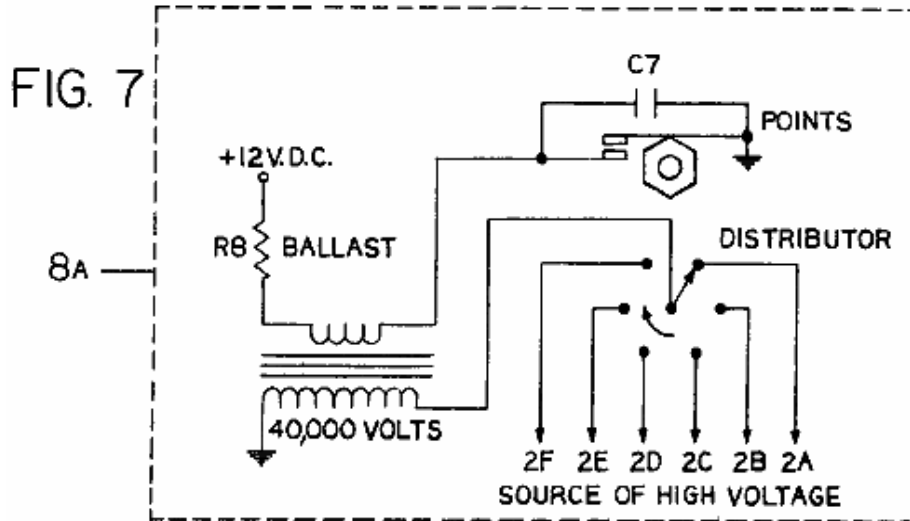 FIG. 7
C7
POINTS
+12V.D.C.
R8 BALLAST
DISTRIBUTOR
8A
40,000 VOLTS
2F 2E 2D 2C 2B 2A
SOURCE OF HIGH VOLTAGE